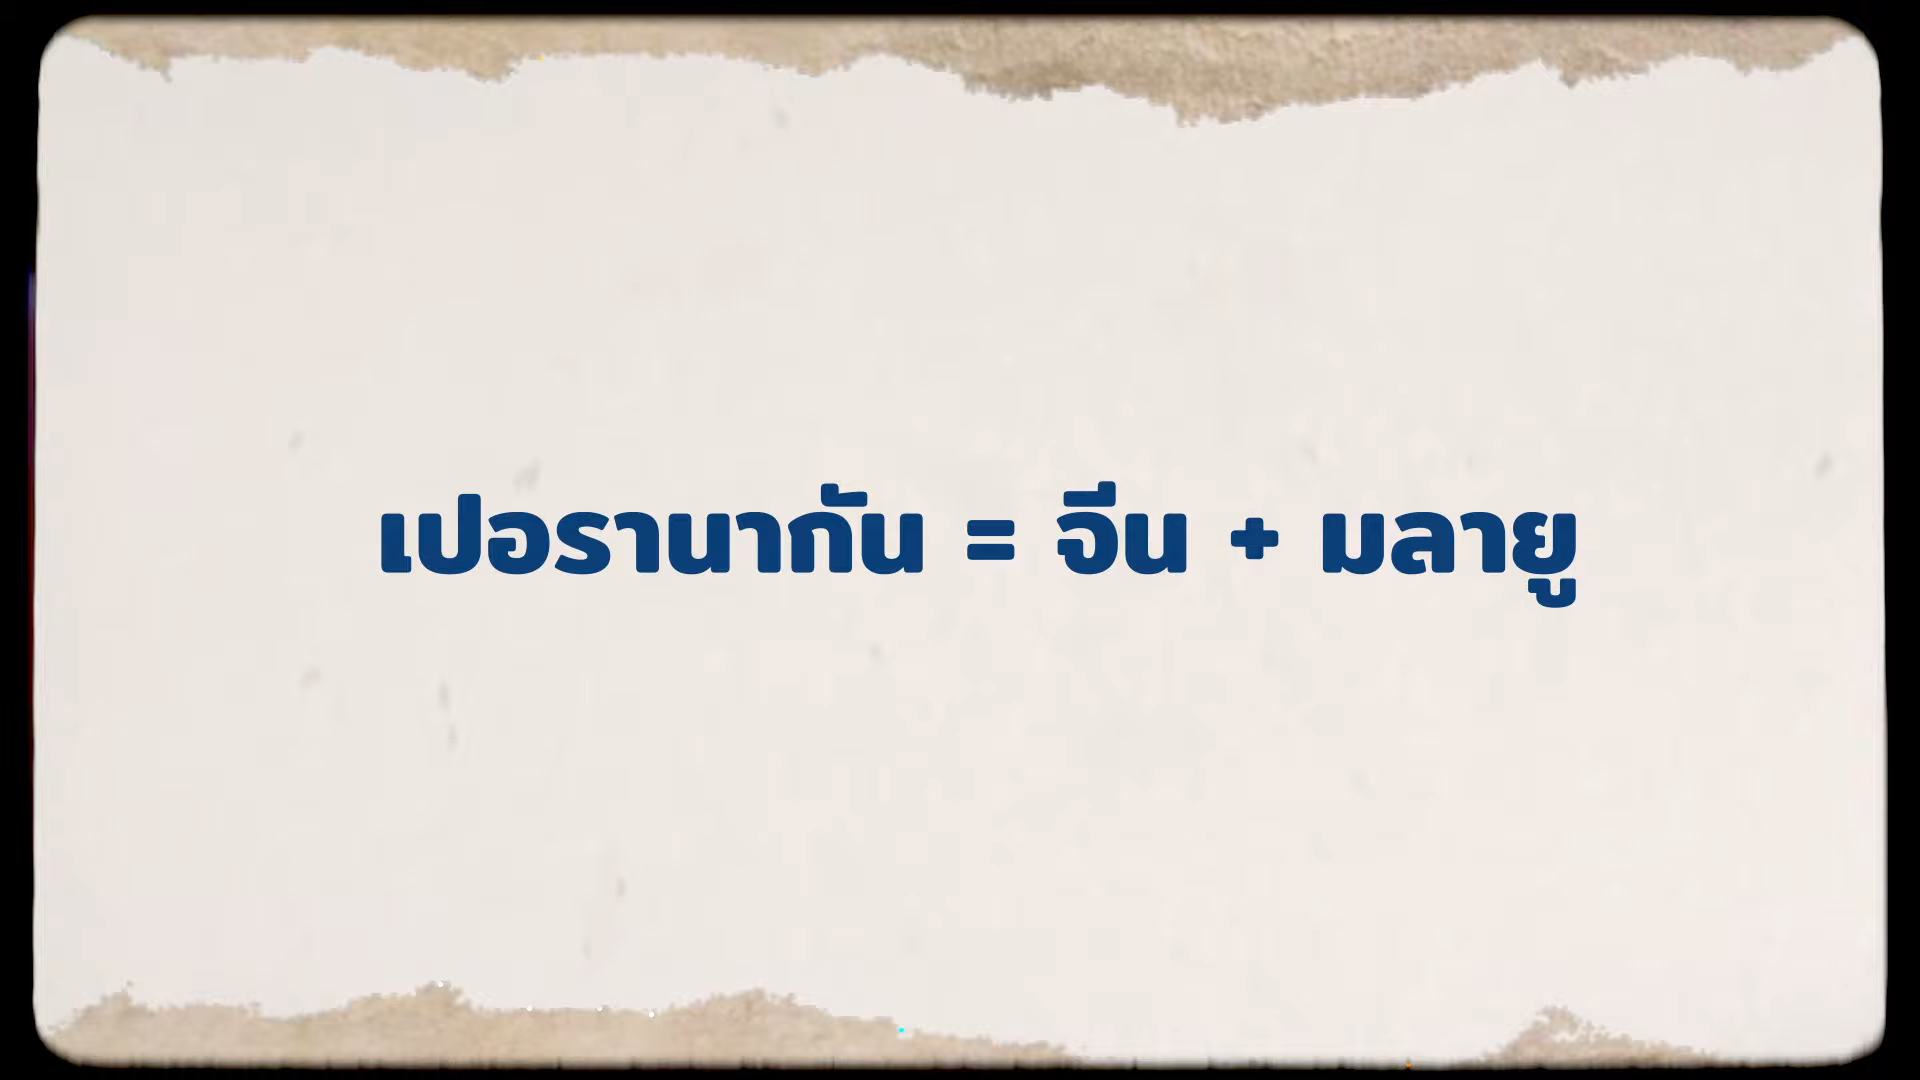 เปอรานากัน = จีน + มลายู